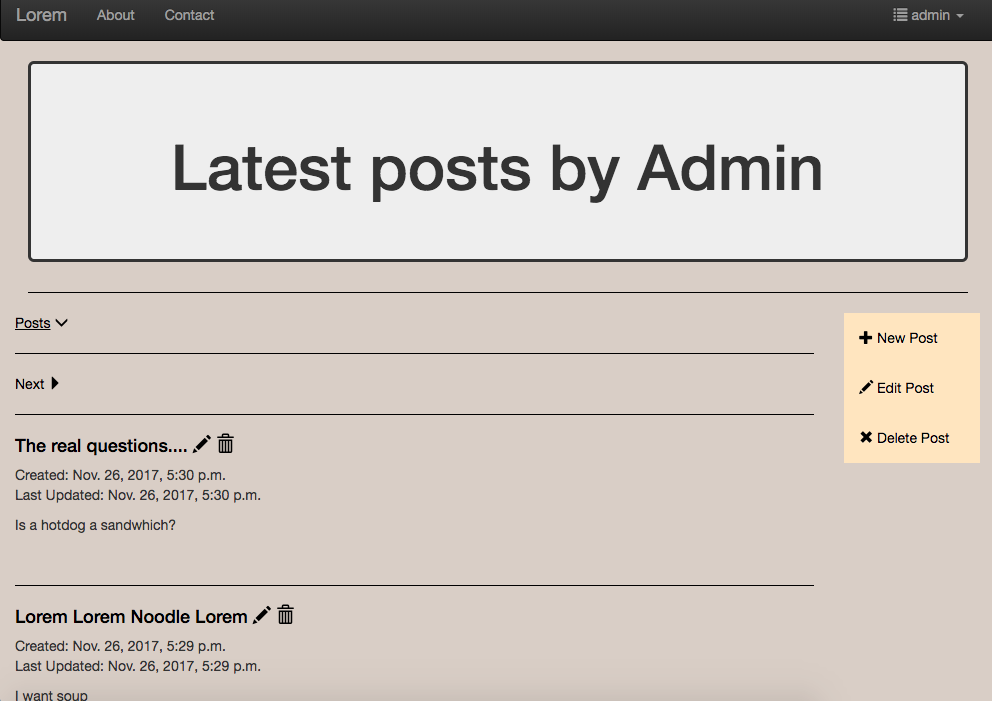 Lorem About Contact admin
Latest posts by Admin
Posts
Next
The real questions....
Created: Nov. 26, 2017, 5:30 p.m.
Last Updated: Nov. 26, 2017, 5:30 p.m.
Is a hotdog a sandwhich?
Lorem Lorem Noodle Lorem
Created: Nov. 26, 2017, 5:29 p.m.
Last Updated: Nov. 26, 2017, 5:29 p.m.
I want soup
New Post
Edit Post
Delete Post